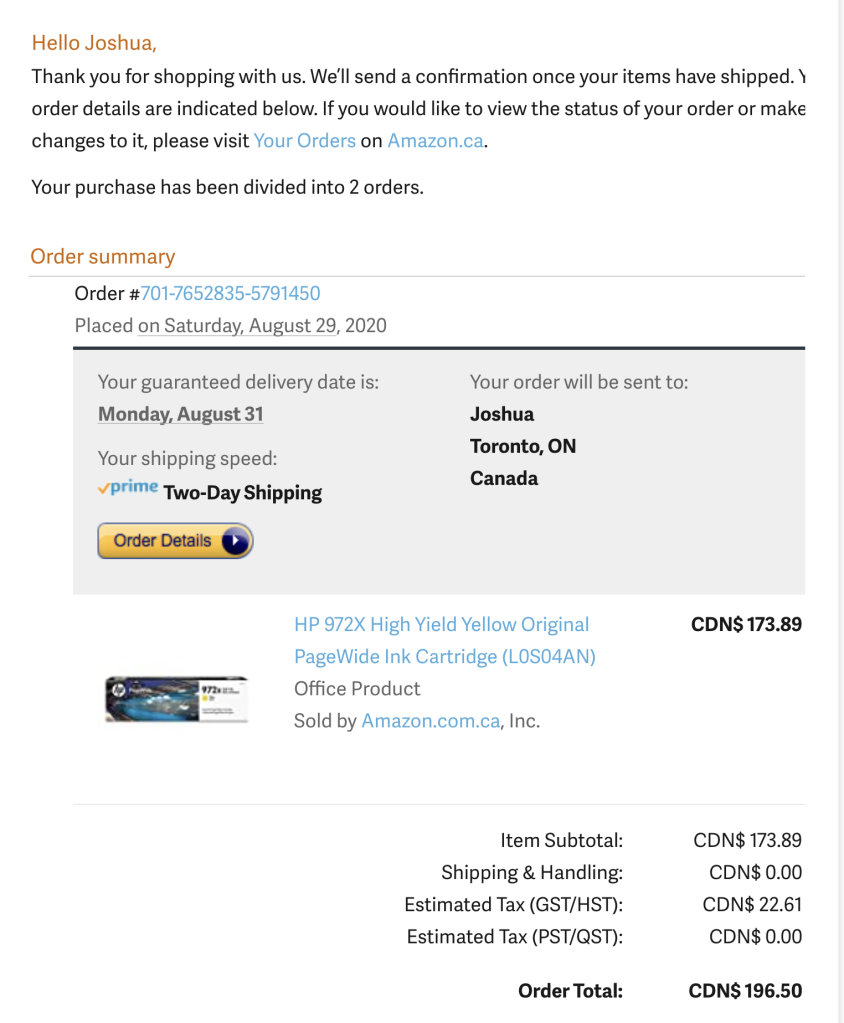 Hello Joshua,
Thank you for shopping with us. We'll send a confirmation once your items have shipped. Y
order details are indicated below. If you would like to view the status of your order or make
changes to it, please visit Your Orders on Amazon.ca.
Your purchase has been divided into 2 orders.
Order summary
Order #701-7652835-5791450
Placed on Saturday, August 29, 2020
Your guaranteed delivery date is:
Monday, August 31
Your shipping speed:
prime Two-Day Shipping
Order Details
Your order will be sent to:
Joshua
Toronto, ON
Canada
hp
972x
HP 972X High Yield Yellow Original
PageWide Ink Cartridge (L0S04AN)
Office Product
Sold by Amazon.com.ca, Inc.
CDN$ 173.89
Item Subtotal: CDN$ 173.89
Shipping & Handling: CDN$ 0.00
Estimated Tax (GST/HST): CDN$ 22.61
Estimated Tax (PST/QST): CDN$ 0.00
Order Total: CDN$ 196.50